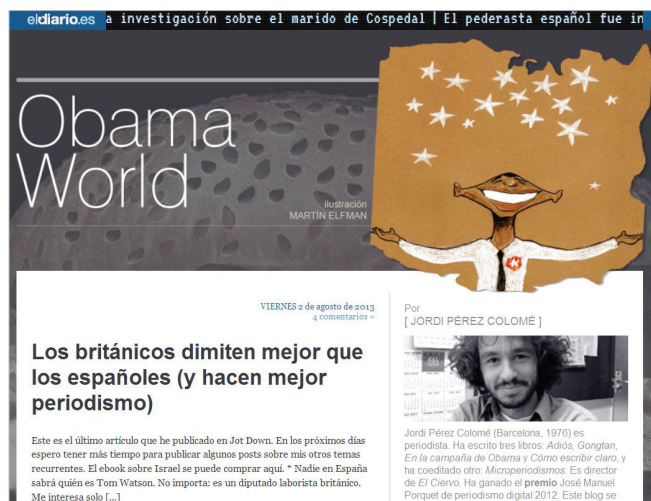 eldiario.es a investigación sobre el marido de Cospedal | El pederasta español fue in
Obama
World
ilustración
MARTÍN ELFMAN
VIERNES 2 de agosto de 2013
4 comentarios »
Los británicos dimiten mejor que
los españoles (y hacen mejor
periodismo)
Este es el último artículo que he publicado en Jot Down. En los próximos días
espero tener más tiempo para publicar algunos posts sobre mis otros temas
recurrentes. El ebook sobre Israel se puede comprar aquí. * Nadie en España
sabrá quién es Tom Watson. No importa: es un diputado laborista británico.
Me interesa solo [...]
Por
[ JORDI PÉREZ COLOMÉ ]
Jordi Pérez Colomé (Barcelona, 1976) es
periodista. Ha escrito tres libros: Adiós, Gongtan,
En la campaña de Obama y Cómo escribir claro, y
ha coeditado otro: Microperiodismos. Es director
de El Ciervo. Ha ganado el premio José Manuel
Porquet de periodismo digital 2012. Este blog se